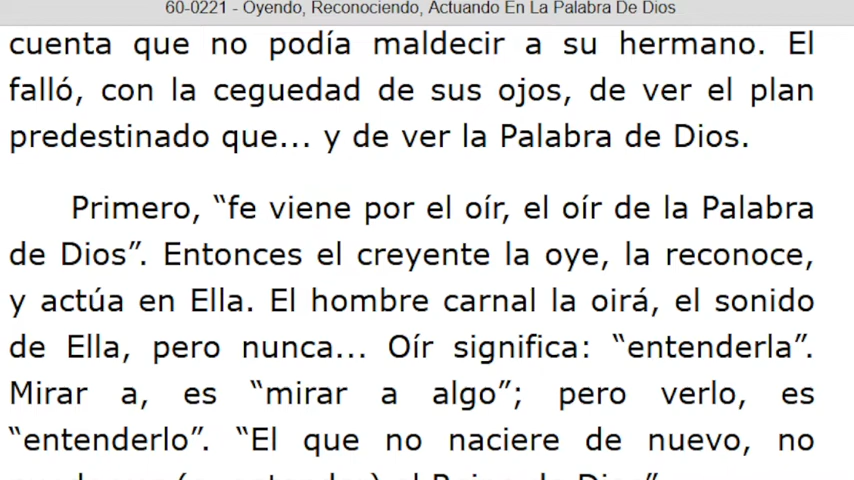 60-0221 - Oyendo, Reconociendo, Actuando En La Palabra De Dios
cuenta que no podía maldecir a su hermano. El
falló, con la ceguedad de sus ojos, de ver el plan
predestinado que... y de ver la Palabra de Dios.
Primero, “fe viene por el oír, el oír de la Palabra
de Dios”. Entonces el creyente la oye, la reconoce,
y actúa en Ella. El hombre carnal la oirá, el sonido
de Ella, pero nunca... Oír significa: “entenderla”.
Mirar a, es “mirar a algo”; pero verlo, es
“entenderlo”. “El que no naciere de nuevo, no
el Reino de Dios”